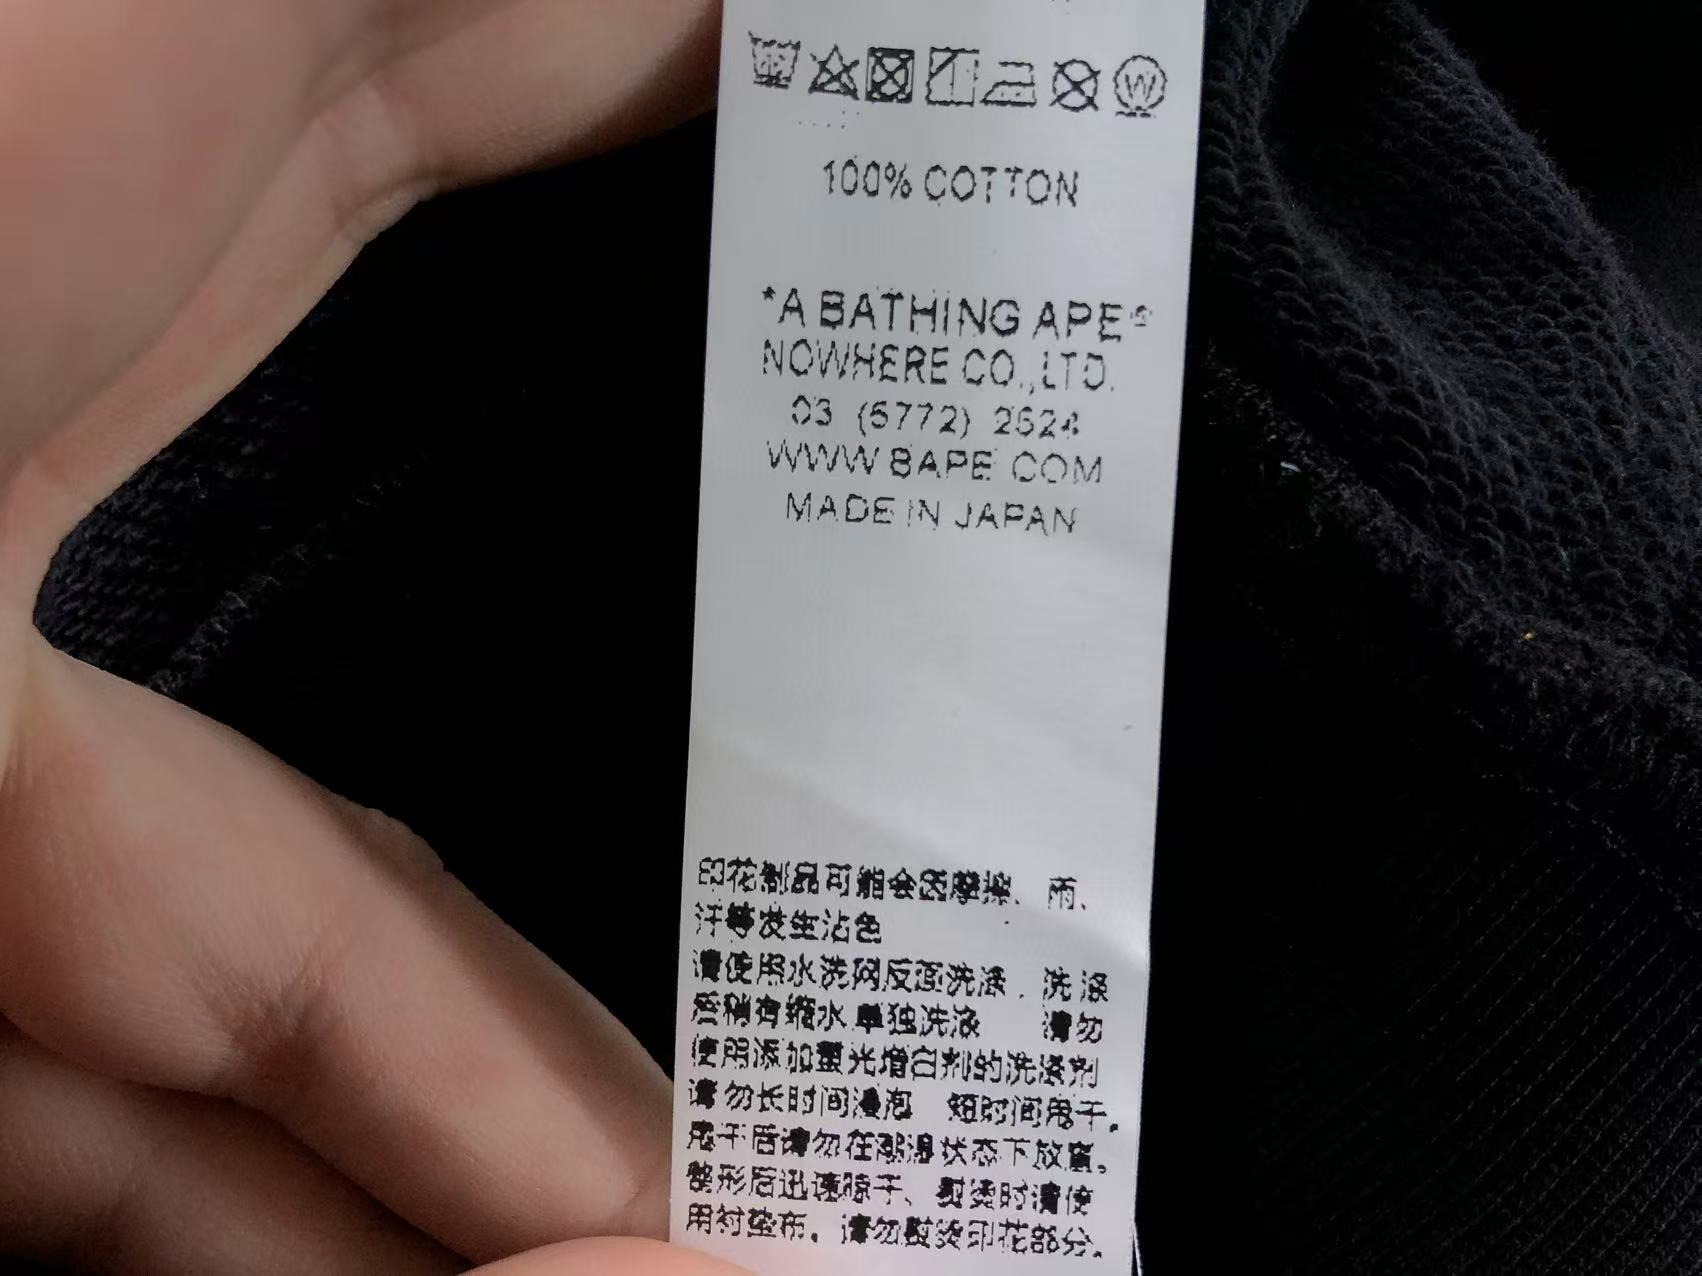 100% COTTON
*A BATHING APE®
NOWHERE CO.,LTD.
03 (5772) 2524
WWW BAPE COM
MADE IN JAPAN
印花制品可能会因摩擦、雨、
汗等发生沾色
请使用水洗网反面洗涤．洗涤
后稍有缩水 单独洗涤 请勿
使用添加萤光增白剂的洗涤剂
请勿长时间浸泡 短时间甩干。
甩干后请勿在潮湿状态下放置。
整形后迅速晾干、熨烫时请使
用衬垫布。请勿熨烫印花部分。